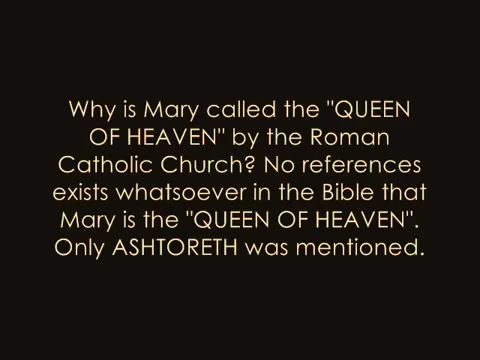 Why is Mary called the "QUEEN
OF HEAVEN" by the Roman
Catholic Church? No references
exists whatsoever in the Bible that
Mary is the "QUEEN OF HEAVEN".
Only ASHTORETH was mentioned.